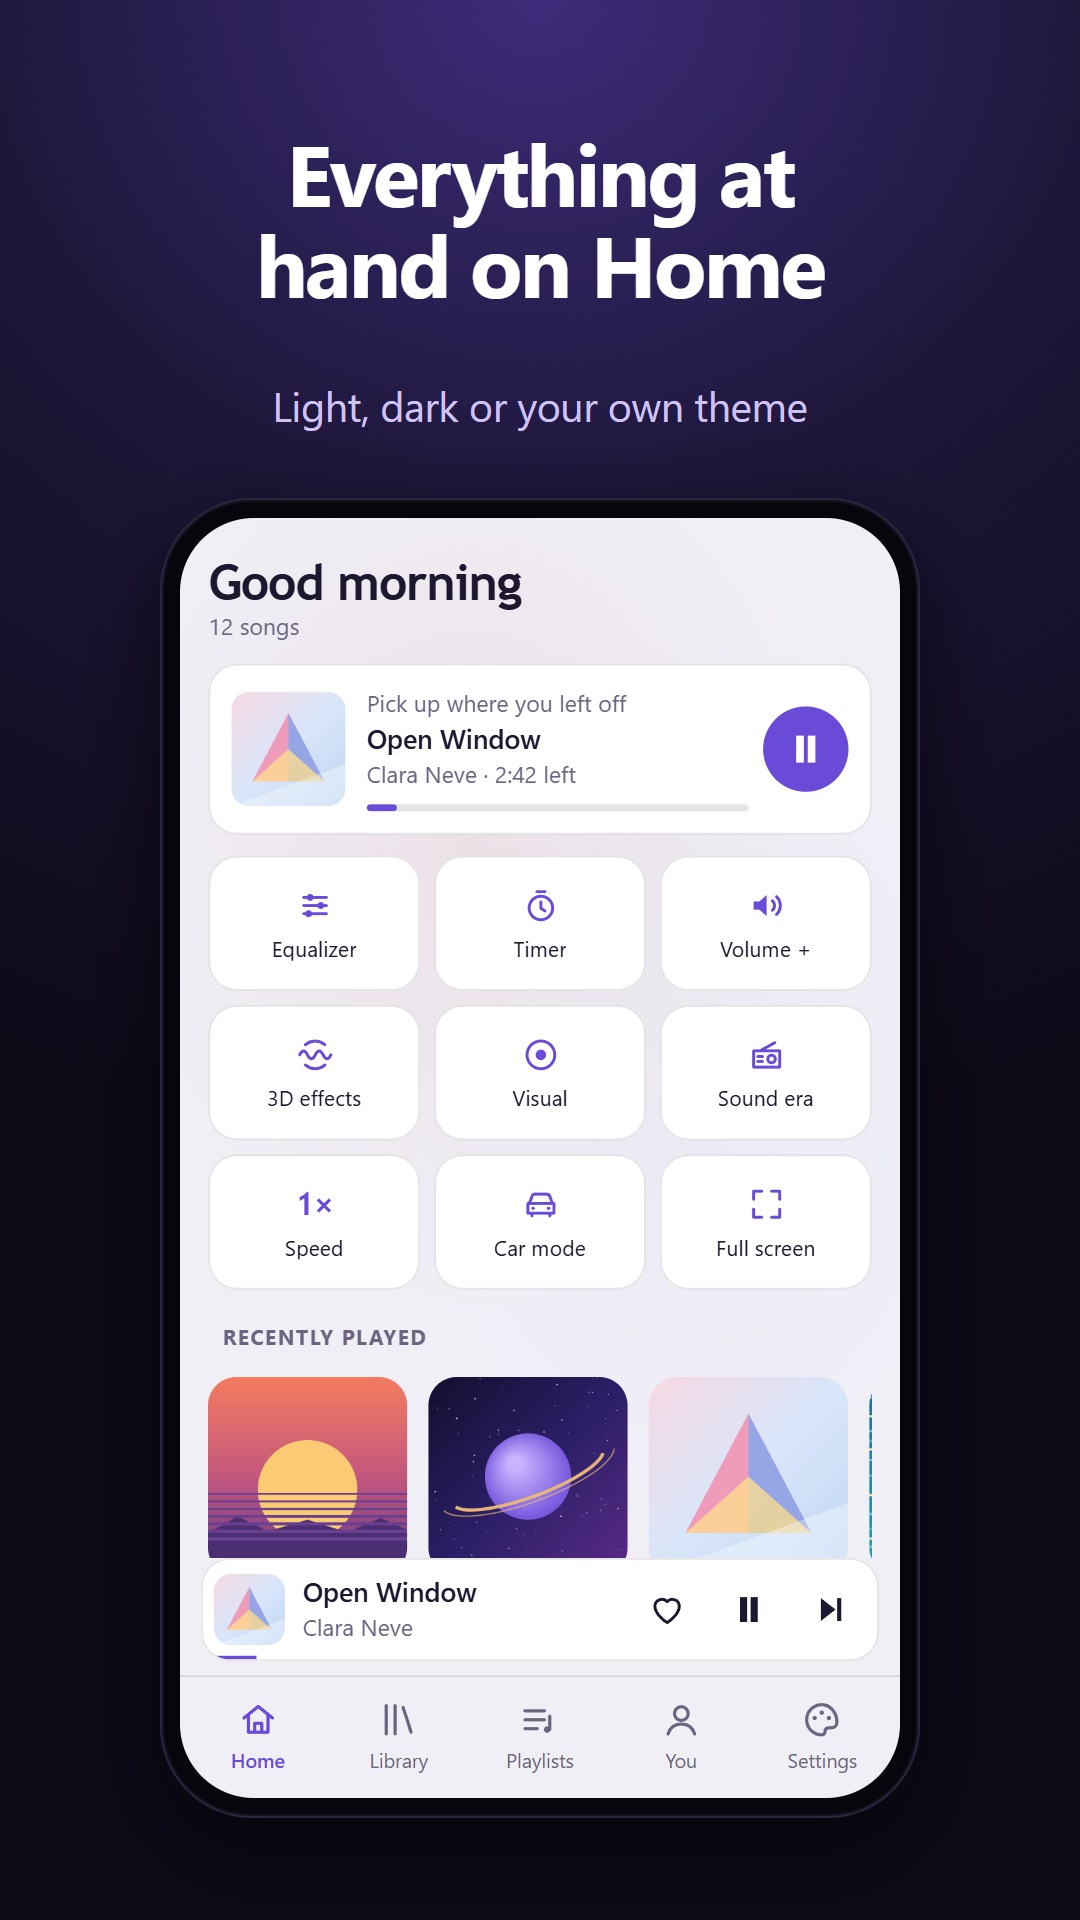 Everything at
hand on Home
Light, dark or your own theme
Good morning
12 songs
Pick up where you left off
Open Window
Clara Neve · 2:42 left
Equalizer
Timer
Volume +
3D effects
Visual
Sound era
1×
Speed
Car mode
Full screen
RECENTLY PLAYED
Open Window
Clara Neve
Home
Library
Playlists
You
Settings